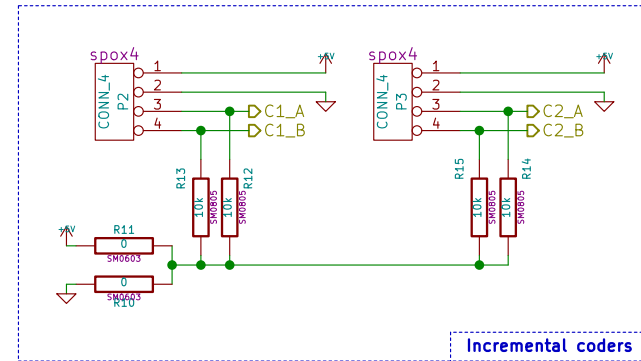 spox4
CONN_4
P2
1
2
3
4
+5V
C1_A
C1_B
spox4
CONN_4
P3
1
2
3
4
+5V
C2_A
C2_B
R13
10k
SM0805
R12
10k
SM0805
R15
10k
SM0805
R14
10k
SM0805
+5V
R11
0
SM0603
0
SM0603
R10
Incremental coders